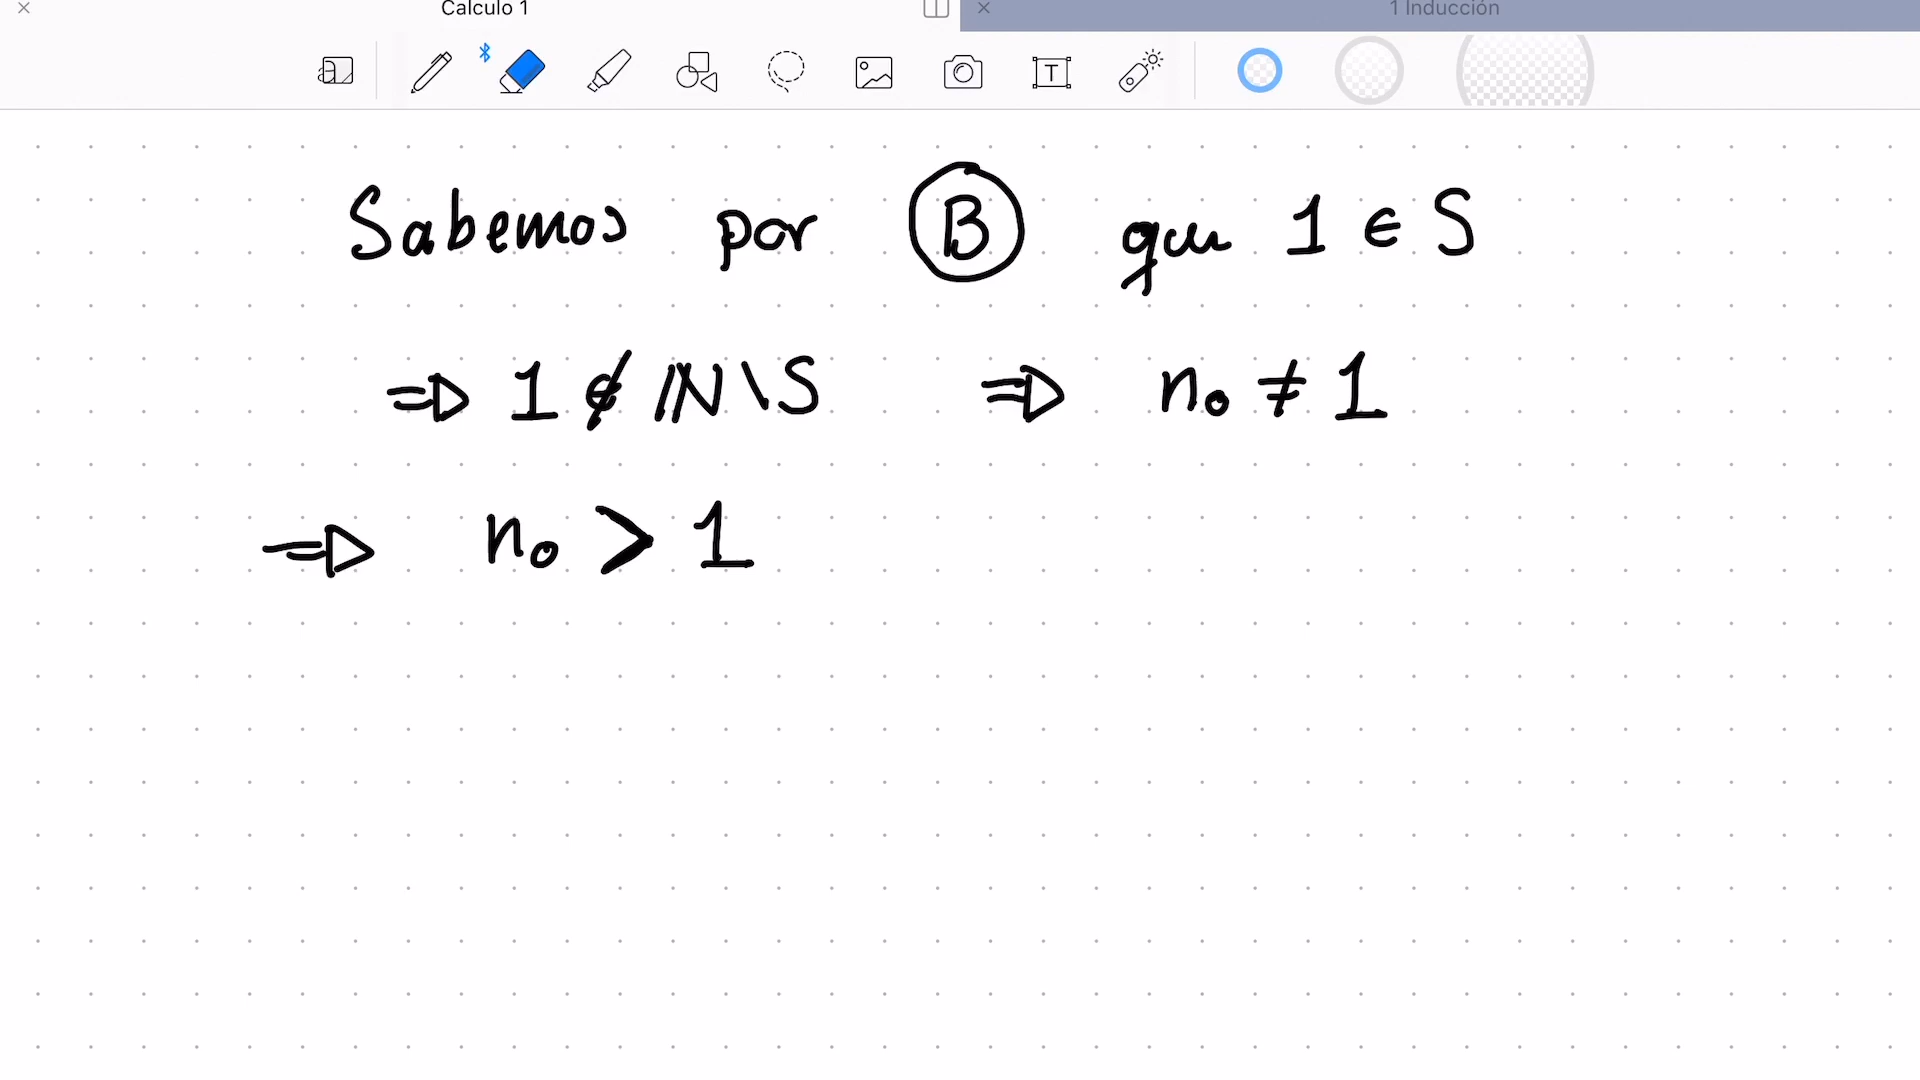 Calculo 1
1 Inducción
Sabemos por Ⓑ que 1 ∈ S
⇒ 1 ∉ ℕ \ S ⇒ n₀ ≠ 1
⇒ n₀ > 1